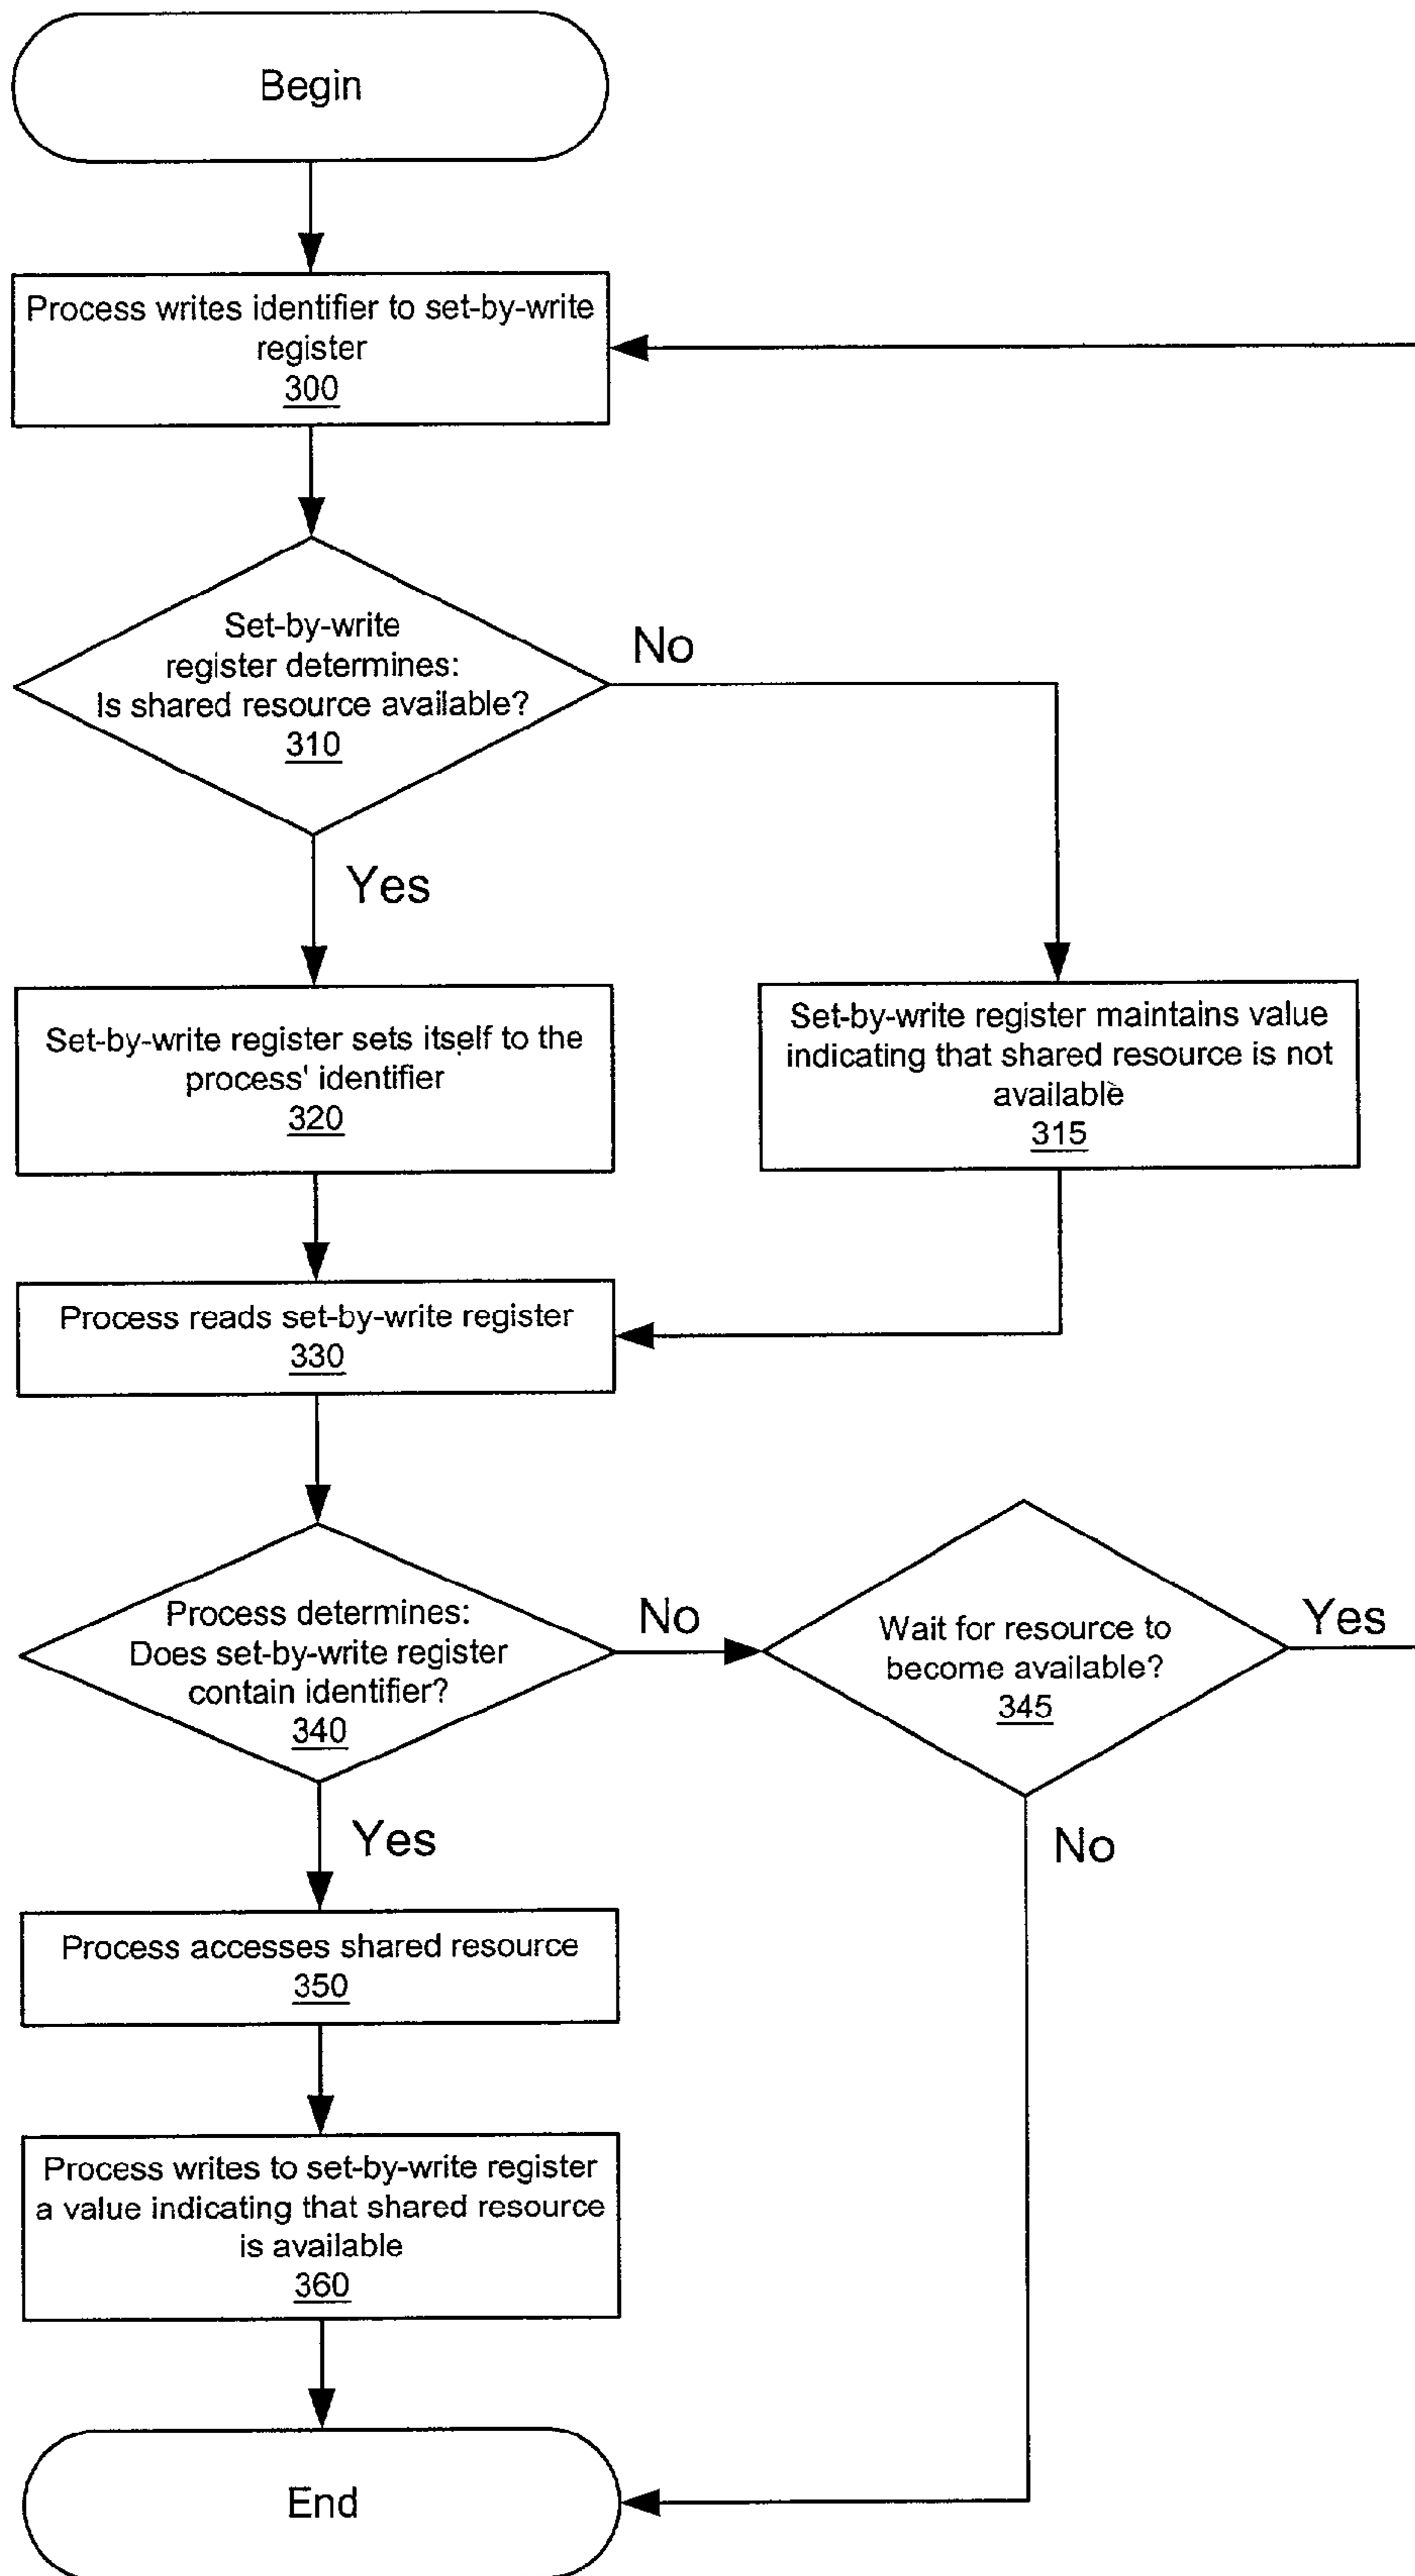 Begin
Process writes identifier to set-by-write
register
300
Set-by-write
register determines:
Is shared resource available?
310
No
Yes
Set-by-write register sets itself to the
process' identifier
320
Set-by-write register maintains value
indicating that shared resource is not
available
315
Process reads set-by-write register
330
Process determines:
Does set-by-write register
contain identifier?
340
No
Wait for resource to
become available?
345
Yes
Yes
No
Process accesses shared resource
350
Process writes to set-by-write register
a value indicating that shared resource
is available
360
End